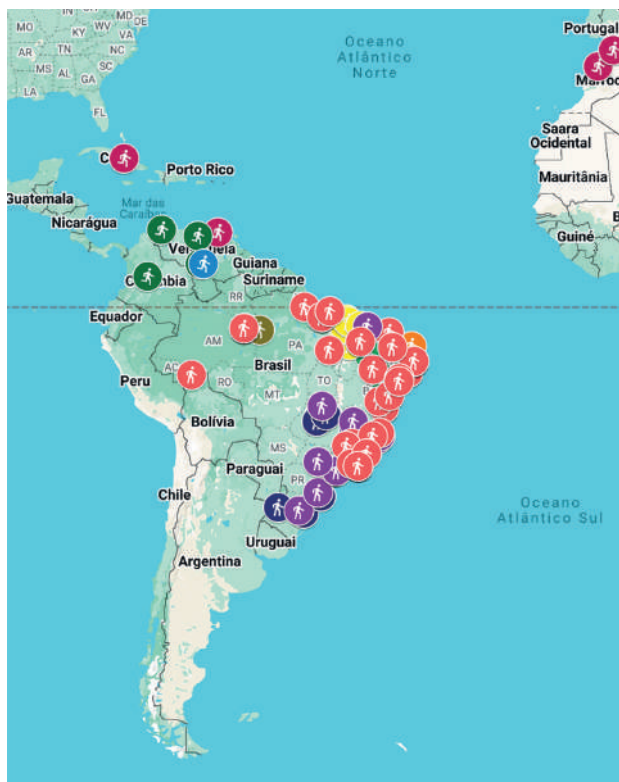 IN
DE
MO
KY
WV
VA
TN
NC
AR
SC
MS
AL
GA
LA
FL
Oceano
Atlântico
Norte
Portugal
Saara
Ocidental
Mauritânia
Guiné
Porto Rico
Guatemala
Mar das
Nicarágua
Guiana
Suriname
RR
Equador
AM
PA
Brasil
AC
RO
TO
MT
Peru
Bolívia
MS
Paraguai
PR
Chile
Oceano
Atlântico Sul
Uruguai
Argentina